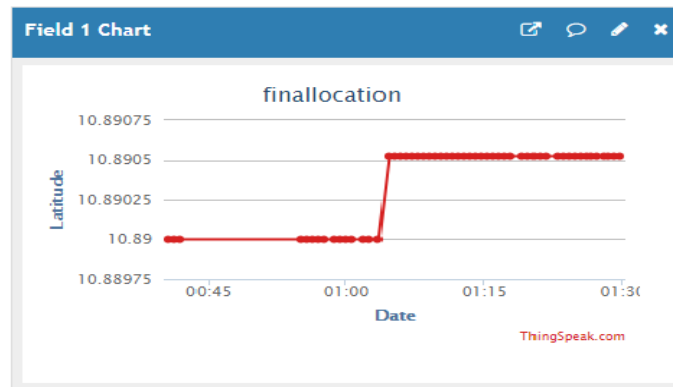 Field 1 Chart
finallocation
10.89075
10.8905
10.89025
10.89
10.88975
Latitude
00:45 01:00 01:15 01:30
Date
ThingSpeak.com